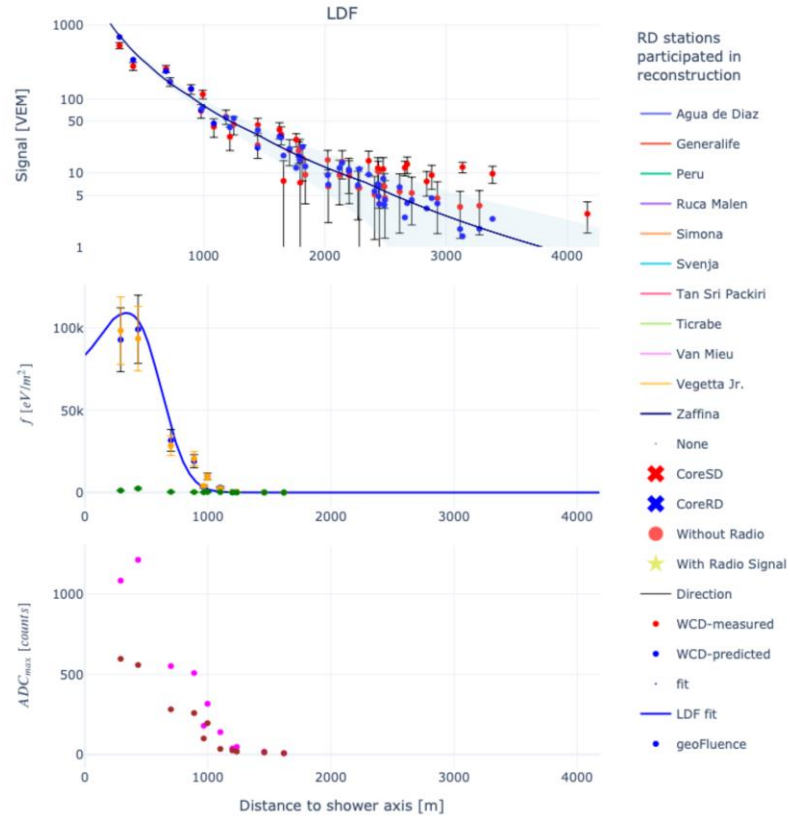 LDF
Signal [VEM]
1000
100
50
10
5
1
1000
2000
3000
4000
f [eV/m²]
100k
50k
0
0
1000
2000
3000
4000
ADCmax [counts]
1000
500
0
0
1000
2000
3000
4000
Distance to shower axis [m]
RD stations
participated in
reconstruction
Agua de Diaz
Generalife
Peru
Ruca Malen
Simona
Svenja
Tan Sri Packiri
Ticrabe
Van Mieu
Vegetta Jr.
Zaffina
None
CoreSD
CoreRD
Without Radio
With Radio Signal
Direction
WCD-measured
WCD-predicted
fit
LDF fit
geoFluence